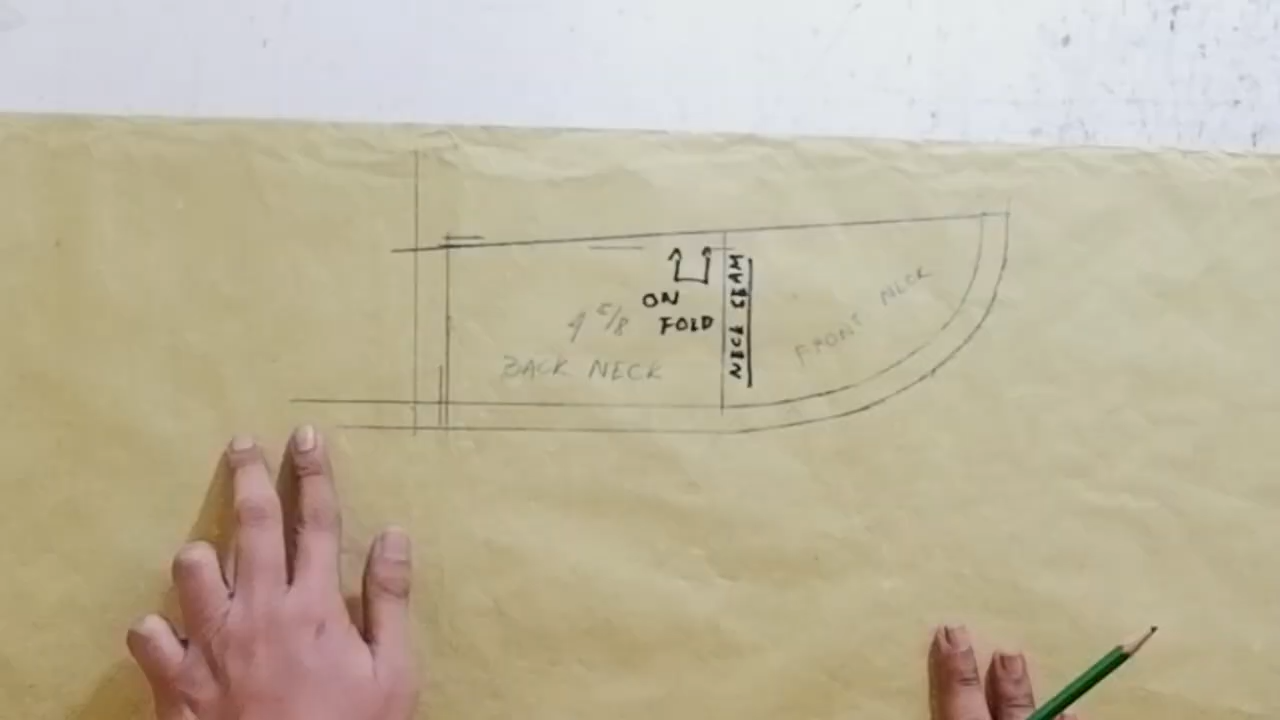 ON
FOLD
4 5/8
BACK NECK
NECK SEAM
FRONT NECK